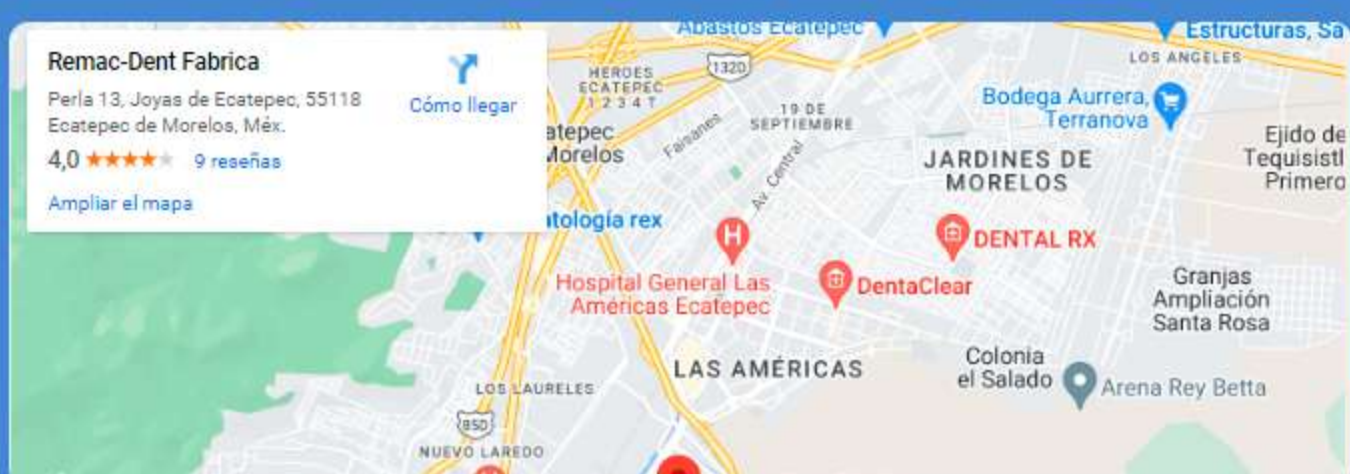 Remac-Dent Fabrica
Perla 13, Joyas de Ecatepec, 55118
Ecatepec de Morelos, Méx.
4,0
9 reseñas
Cómo llegar
Ampliar el mapa
Abastos Ecatepec
Estructuras, Sa
LOS ANGELES
132D
HEROES
ECATEPEC
1 2 3 4 T
19 DE
SEPTIEMBRE
Bodega Aurrera,
Terranova
atepec
Morelos
Faisanes
Av. Central
JARDINES DE
MORELOS
Ejido de
Tequisistl
Primero
atología rex
H
DENTAL RX
Hospital General Las
Américas Ecatepec
DentaClear
Granjas
Ampliación
Santa Rosa
LAS AMÉRICAS
Colonia
el Salado
Arena Rey Betta
LOS LAURELES
85D
NUEVO LAREDO